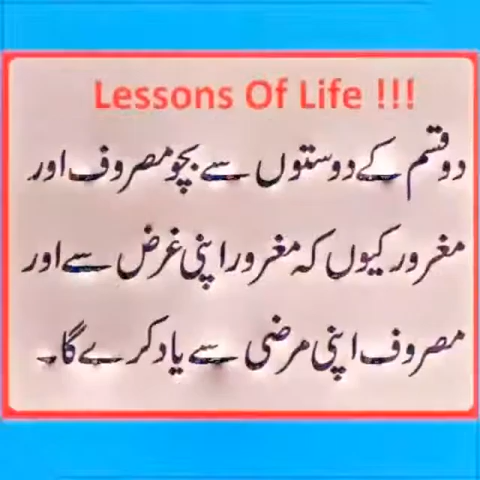 Lessons Of Life !!!
دو قسم کے دوستوں سے بچو مصروف اور
مغرور کیوں کہ مغرور اپنی غرض سے اور
مصروف اپنی مرضی سے یاد کرے گا۔